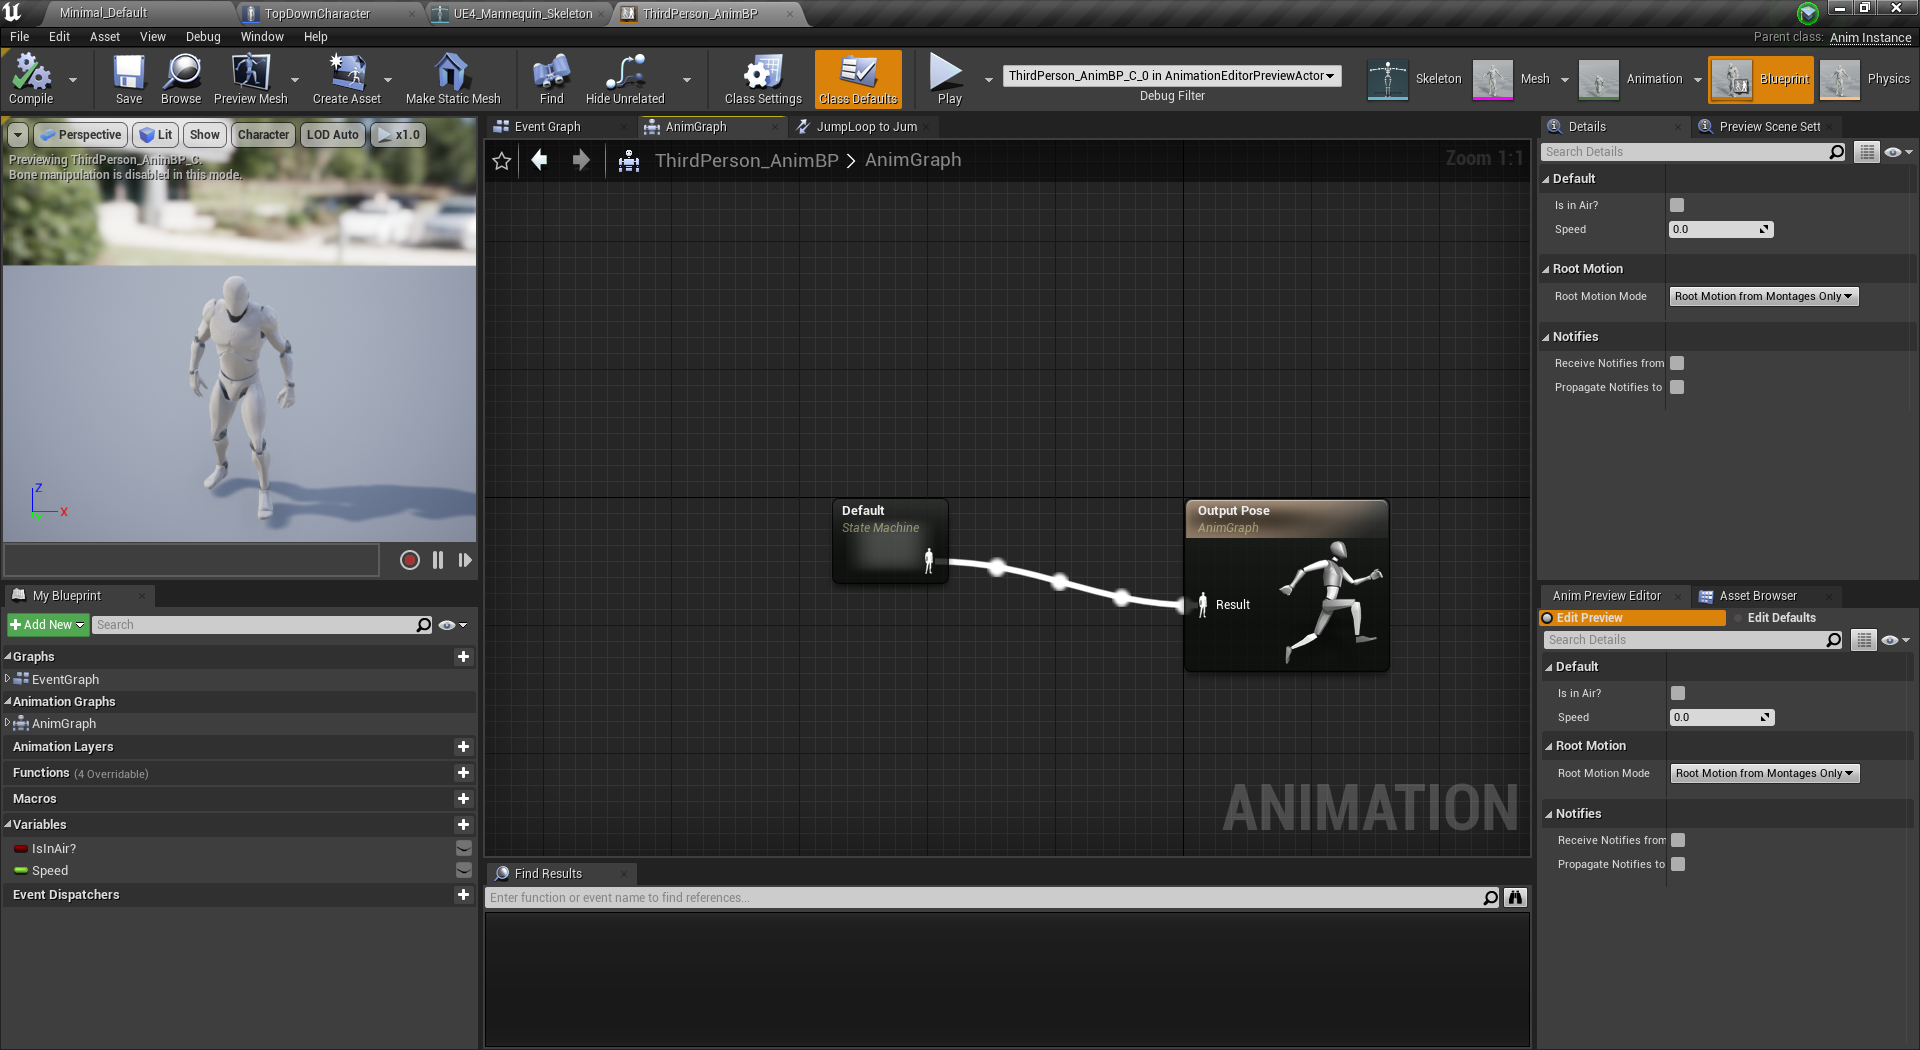 Minimal_Default
TopDownCharacter
UE4_Mannequin_Skeleton
ThirdPerson_AnimBP
File Edit Asset View Debug Window Help
Parent class: Anim Instance
Compile
Save
Browse
Preview Mesh
Create Asset
Make Static Mesh
Find
Hide Unrelated
Class Settings
Class Defaults
Play
ThirdPerson_AnimBP_C_0 in AnimationEditorPreviewActor
Debug Filter
Skeleton
Mesh
Animation
Blueprint
Physics
Perspective
Lit
Show
Character
LOD Auto
x1.0
Previewing ThirdPerson_AnimBP_C.
Bone manipulation is disabled in this mode.
Z
X
Y
My Blueprint
Add New
Search
Graphs
EventGraph
Animation Graphs
AnimGraph
Animation Layers
Functions (4 Overridable)
Macros
Variables
IsInAir?
Speed
Event Dispatchers
Event Graph
AnimGraph
JumpLoop to Jum
ThirdPerson_AnimBP > AnimGraph
Zoom 1:1
Default
State Machine
Output Pose
AnimGraph
Result
ANIMATION
Find Results
Enter function or event name to find references...
Details
Preview Scene Sett
Search Details
Default
Is in Air?
Speed
0.0
Root Motion
Root Motion Mode
Root Motion from Montages Only
Notifies
Receive Notifies from
Propagate Notifies to
Anim Preview Editor
Asset Browser
Edit Preview
Edit Defaults
Search Details
Default
Is in Air?
Speed
0.0
Root Motion
Root Motion Mode
Root Motion from Montages Only
Notifies
Receive Notifies from
Propagate Notifies to